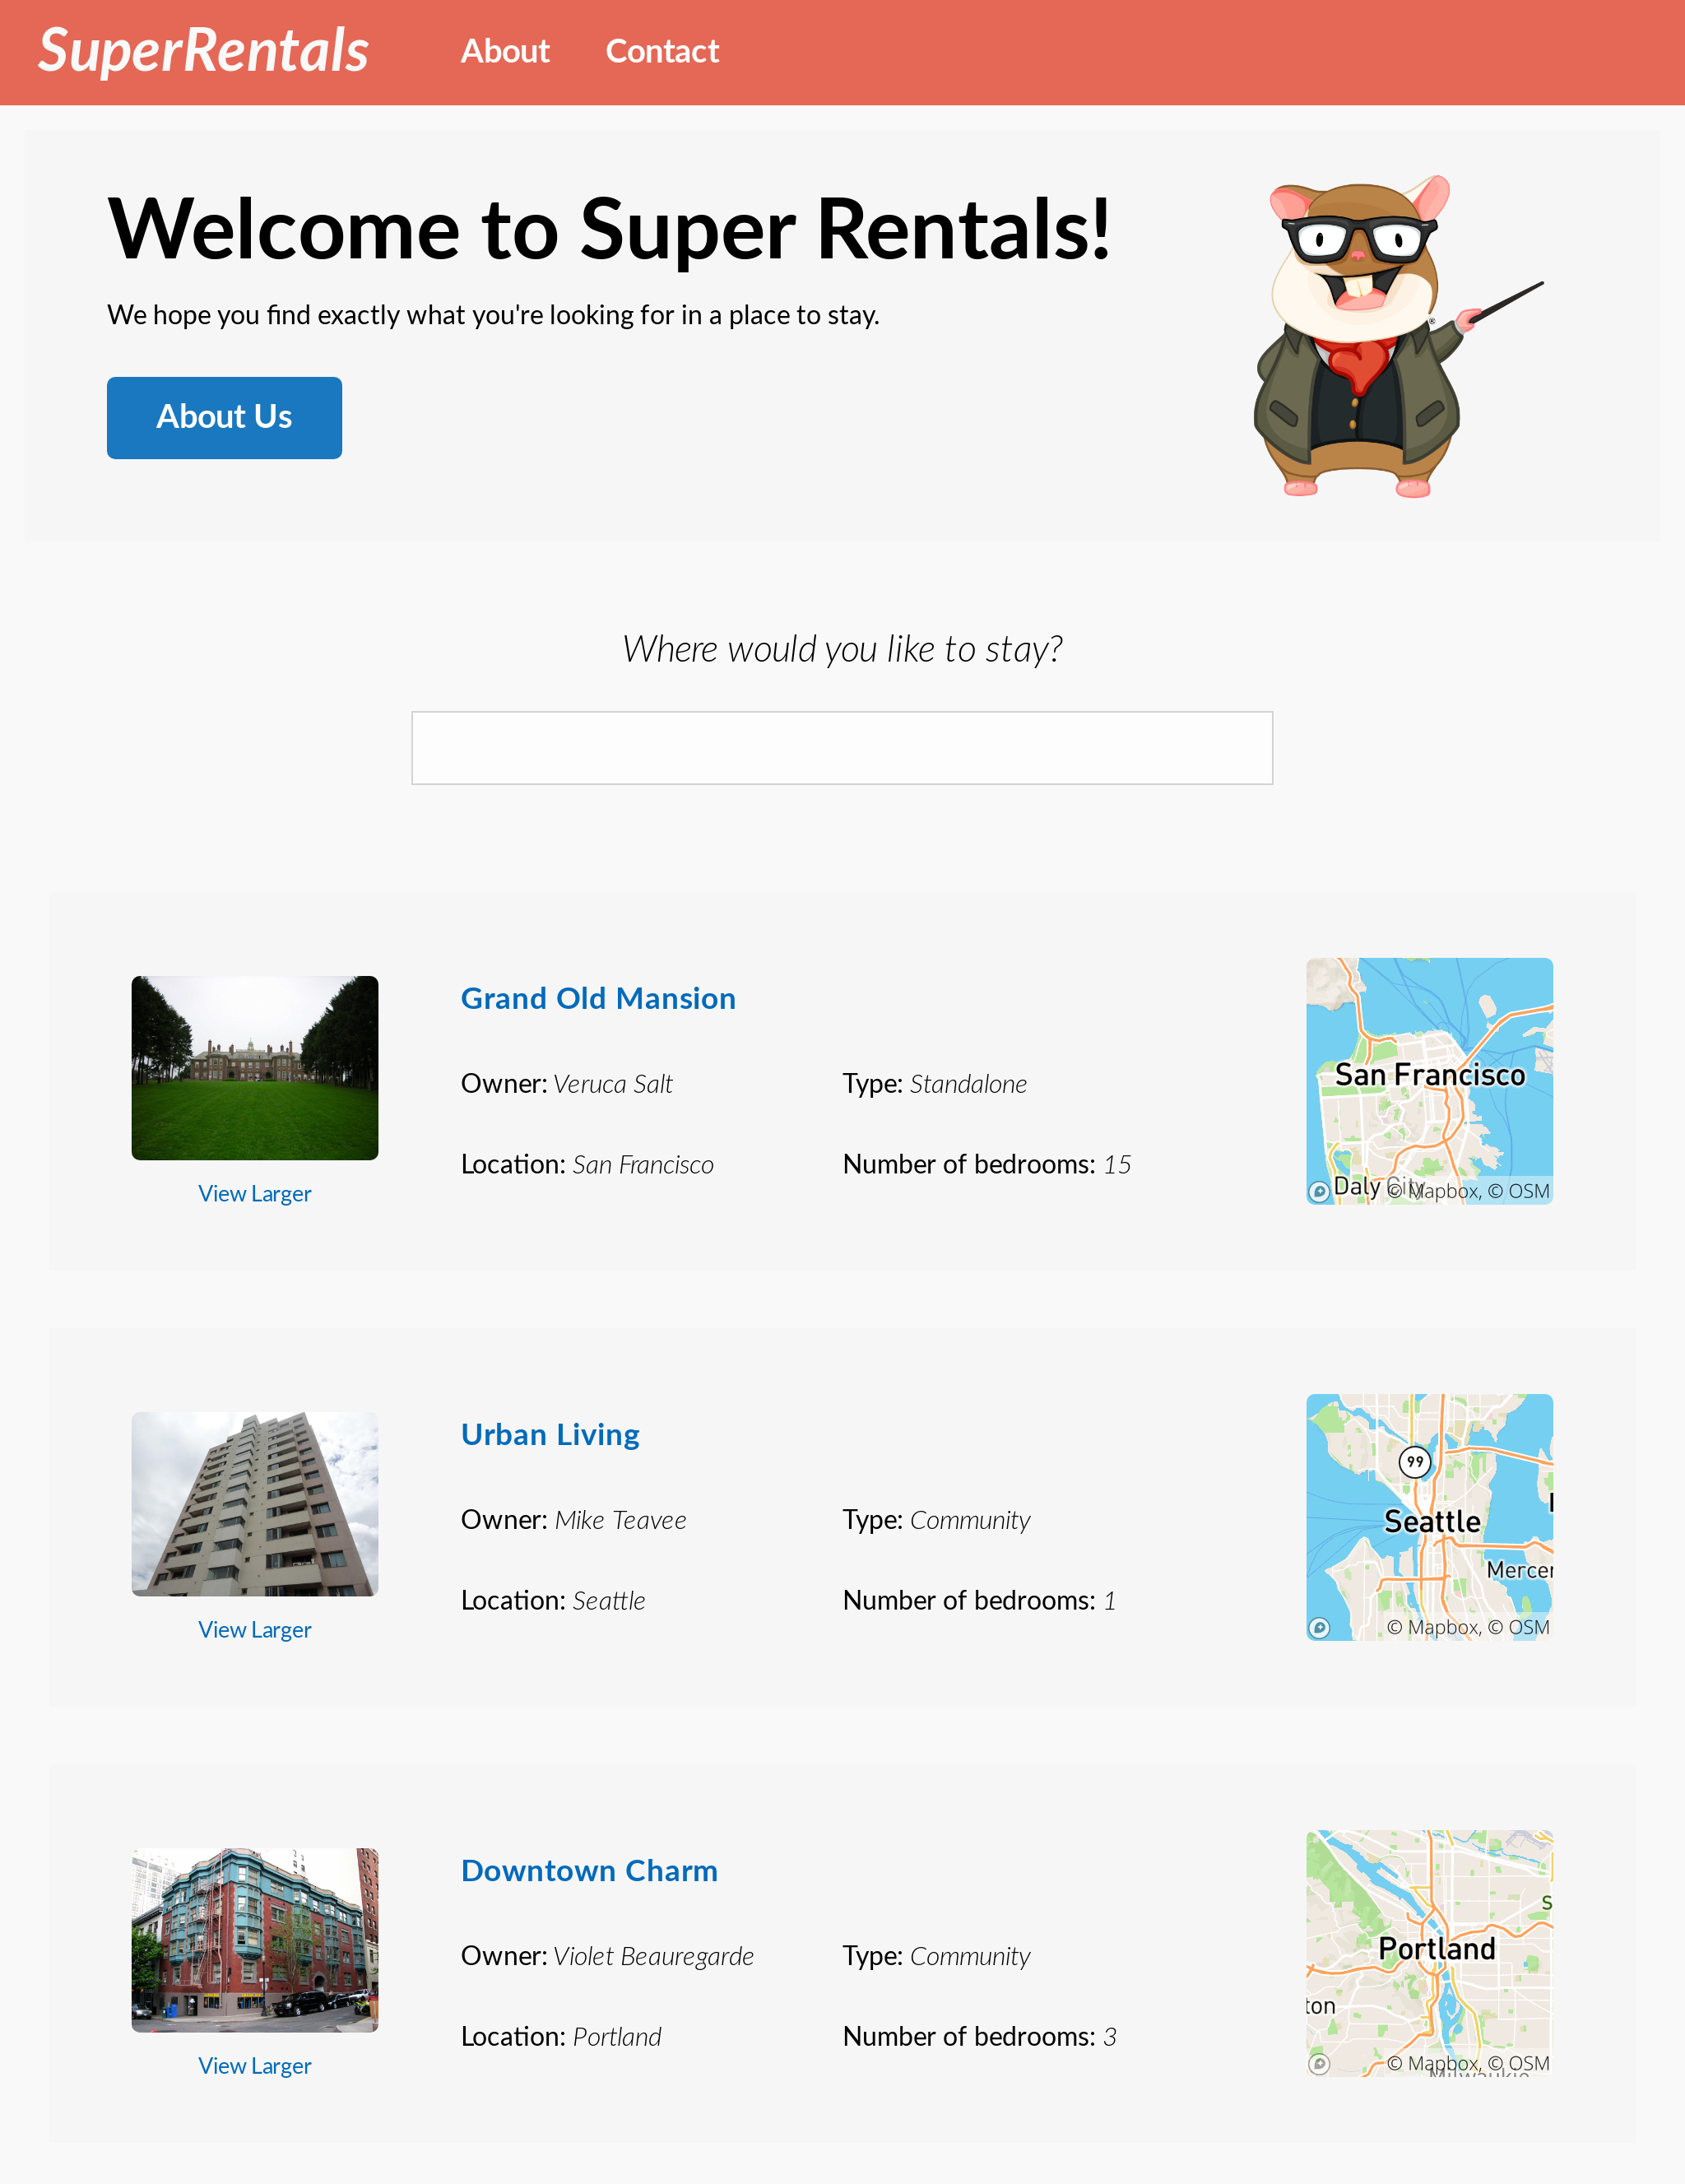 SuperRentals About Contact
Welcome to Super Rentals!
We hope you find exactly what you're looking for in a place to stay.
About Us
®
Where would you like to stay?
Grand Old Mansion
Owner: Veruca Salt Type: Standalone
Location: San Francisco Number of bedrooms: 15
View Larger
San Francisco
Daly City
© Mapbox, © OSM
Urban Living
Owner: Mike Teavee Type: Community
Location: Seattle Number of bedrooms: 1
View Larger
99
Seattle
Mercer
© Mapbox, © OSM
Downtown Charm
Owner: Violet Beauregarde Type: Community
Location: Portland Number of bedrooms: 3
View Larger
S
Portland
ton
© Mapbox, © OSM
Milwaukie